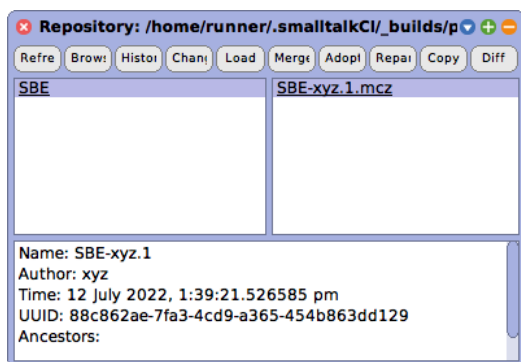 Repository: /home/runner/.smalltalkCI/_builds/p
Refre Brow: Histor Chang Load Merge Adopt Repai Copy Diff
SBE SBE-xyz.1.mcz
Name: SBE-xyz.1
Author: xyz
Time: 12 July 2022, 1:39:21.526585 pm
UUID: 88c862ae-7fa3-4cd9-a365-454b863dd129
Ancestors: